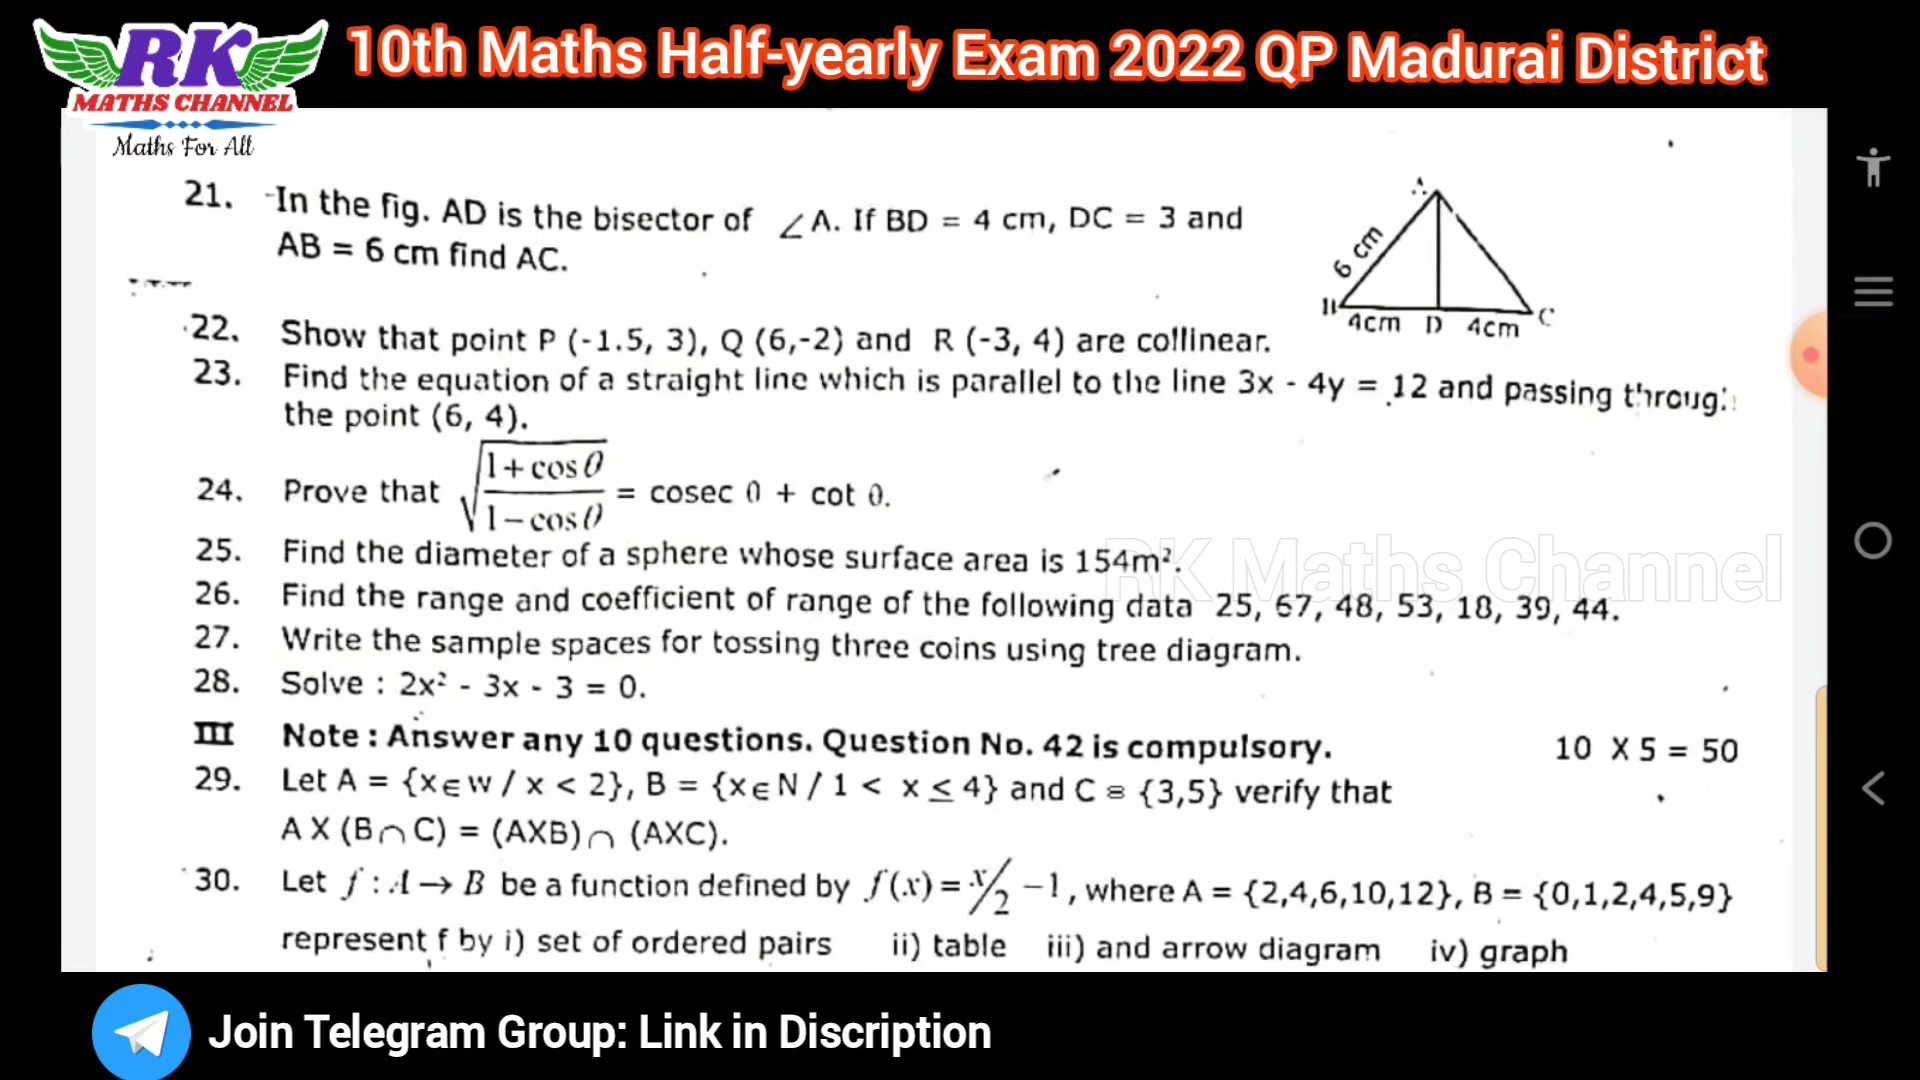 RK
MATHS CHANNEL
Maths For All
10th Maths Half-yearly Exam 2022 QP Madurai District
21. In the fig. AD is the bisector of ∠A. If BD = 4 cm, DC = 3 and
AB = 6 cm find AC.
A
6 cm
B
C
4cm D 4cm
22. Show that point P (-1.5, 3), Q (6,-2) and R (-3, 4) are collinear.
23. Find the equation of a straight line which is parallel to the line 3x - 4y = 12 and passing through
the point (6, 4).
24. Prove that √((1+cosθ)/(1-cosθ)) = cosec θ + cot θ.
25. Find the diameter of a sphere whose surface area is 154m².
26. Find the range and coefficient of range of the following data 25, 67, 48, 53, 18, 39, 44.
27. Write the sample spaces for tossing three coins using tree diagram.
28. Solve : 2x² - 3x - 3 = 0.
III Note : Answer any 10 questions. Question No. 42 is compulsory. 10 X 5 = 50
29. Let A = {x∈w / x < 2}, B = {x∈N / 1 < x ≤ 4} and C = {3,5} verify that
A X (B∩C) = (AXB)∩ (AXC).
30. Let f : A → B be a function defined by f(x) = x/2 -1, where A = {2,4,6,10,12}, B = {0,1,2,4,5,9}
represent f by i) set of ordered pairs ii) table iii) and arrow diagram iv) graph
RK Maths Channel
Join Telegram Group: Link in Discription